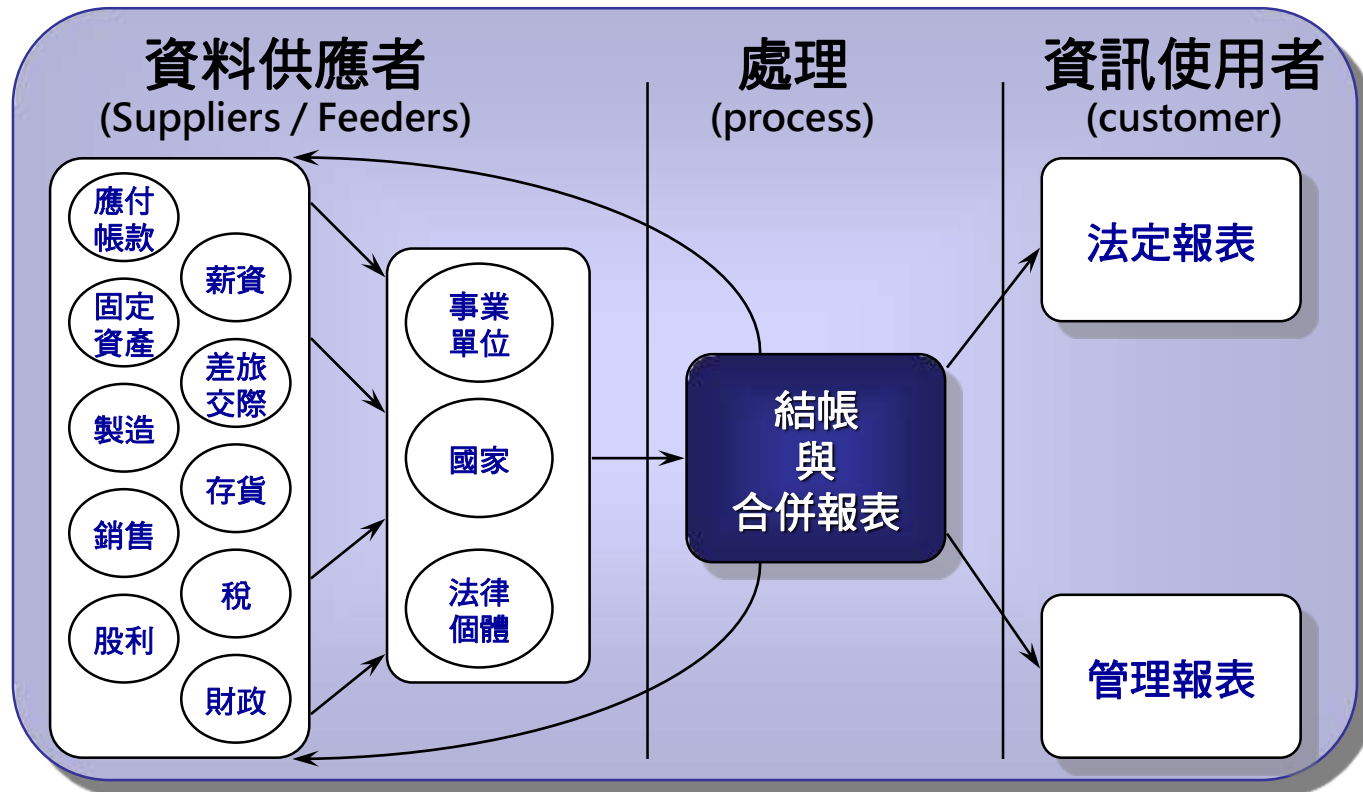 資料供應者
(Suppliers / Feeders)
處理
(process)
資訊使用者
(customer)
應付
帳款
固定
資產
製造
銷售
股利
薪資
差旅
交際
存貨
稅
財政
事業
單位
國家
法律
個體
結帳
與
合併報表
法定報表
管理報表